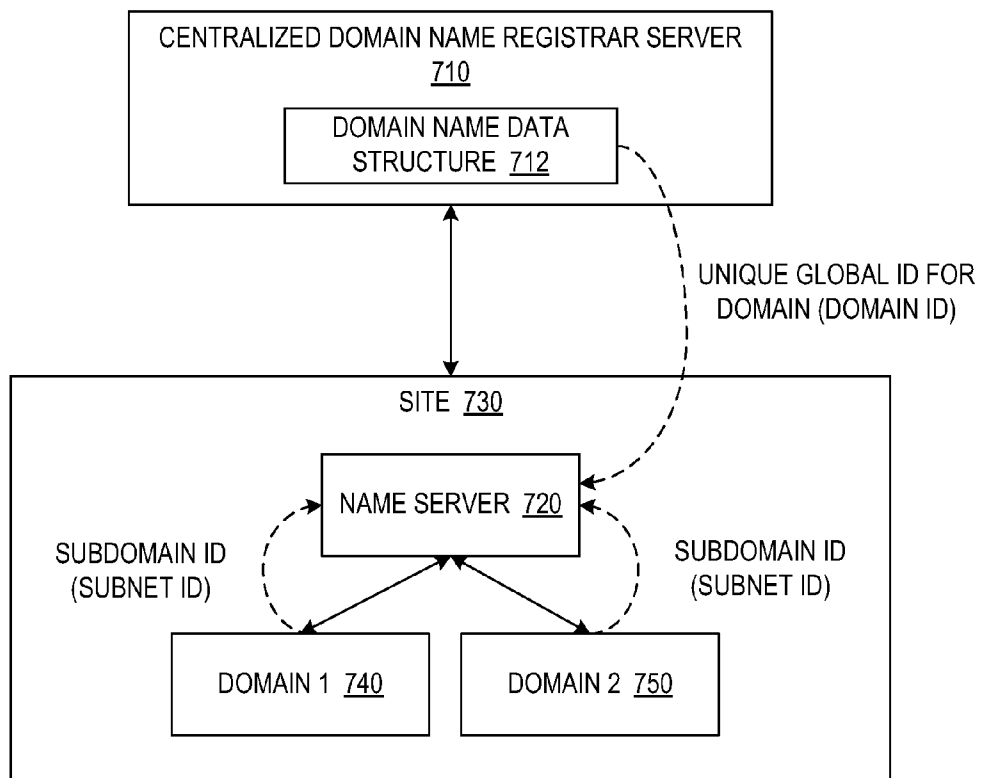 CENTRALIZED DOMAIN NAME REGISTRAR SERVER
710
DOMAIN NAME DATA
STRUCTURE 712
UNIQUE GLOBAL ID FOR
DOMAIN (DOMAIN ID)
SITE 730
NAME SERVER 720
SUBDOMAIN ID
(SUBNET ID)
SUBDOMAIN ID
(SUBNET ID)
DOMAIN 1 740
DOMAIN 2 750